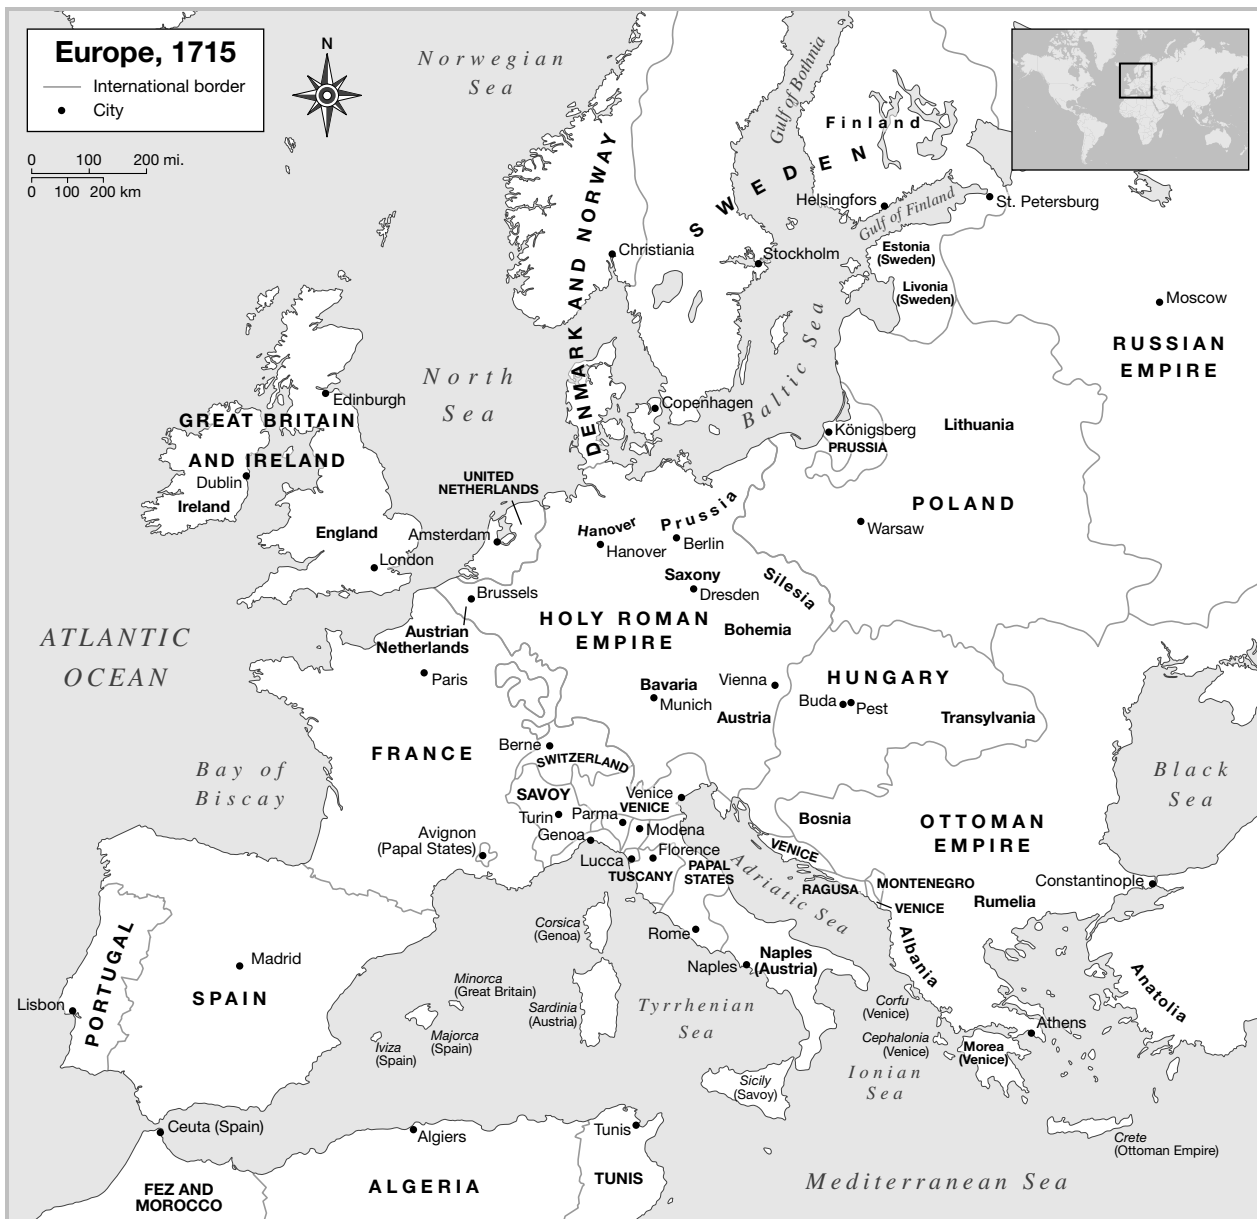 Europe, 1715
International border
City
N
0 100 200 mi.
0 100 200 km
Norwegian
Sea
Gulf of Bothnia
Finland
SWEDEN
Helsingfors
Gulf of Finland
St. Petersburg
DENMARK AND NORWAY
Christiania
Stockholm
Estonia
(Sweden)
Livonia
(Sweden)
Moscow
RUSSIAN
EMPIRE
Baltic Sea
North
Sea
Edinburgh
GREAT BRITAIN
AND IRELAND
Dublin
Ireland
England
London
Copenhagen
Königsberg
PRUSSIA
Lithuania
POLAND
Warsaw
UNITED
NETHERLANDS
Amsterdam
Hanover
Hanover
Prussia
Berlin
Saxony
Dresden
Silesia
Brussels
Austrian
Netherlands
HOLY ROMAN
EMPIRE
Bohemia
ATLANTIC
OCEAN
Paris
Bavaria
Munich
Vienna
Austria
HUNGARY
Buda
Pest
Transylvania
FRANCE
Berne
SWITZERLAND
Bay of
Biscay
SAVOY
Turin
Parma
Genoa
Venice
VENICE
Modena
Avignon
(Papal States)
Lucca
Florence
TUSCANY
PAPAL
STATES
Bosnia
VENICE
OTTOMAN
EMPIRE
Black
Sea
Adriatic Sea
RAGUSA
MONTENEGRO
VENICE
Rumelia
Constantinople
Corsica
(Genoa)
Rome
Albania
Naples
Naples
(Austria)
PORTUGAL
Madrid
SPAIN
Lisbon
Minorca
(Great Britain)
Majorca
(Spain)
Iviza
(Spain)
Sardinia
(Austria)
Tyrrhenian
Sea
Corfu
(Venice)
Cephalonia
(Venice)
Anatolia
Athens
Morea
(Venice)
Ionian
Sea
Sicily
(Savoy)
Ceuta (Spain)
Algiers
Tunis
Crete
(Ottoman Empire)
FEZ AND
MOROCCO
ALGERIA
TUNIS
Mediterranean Sea